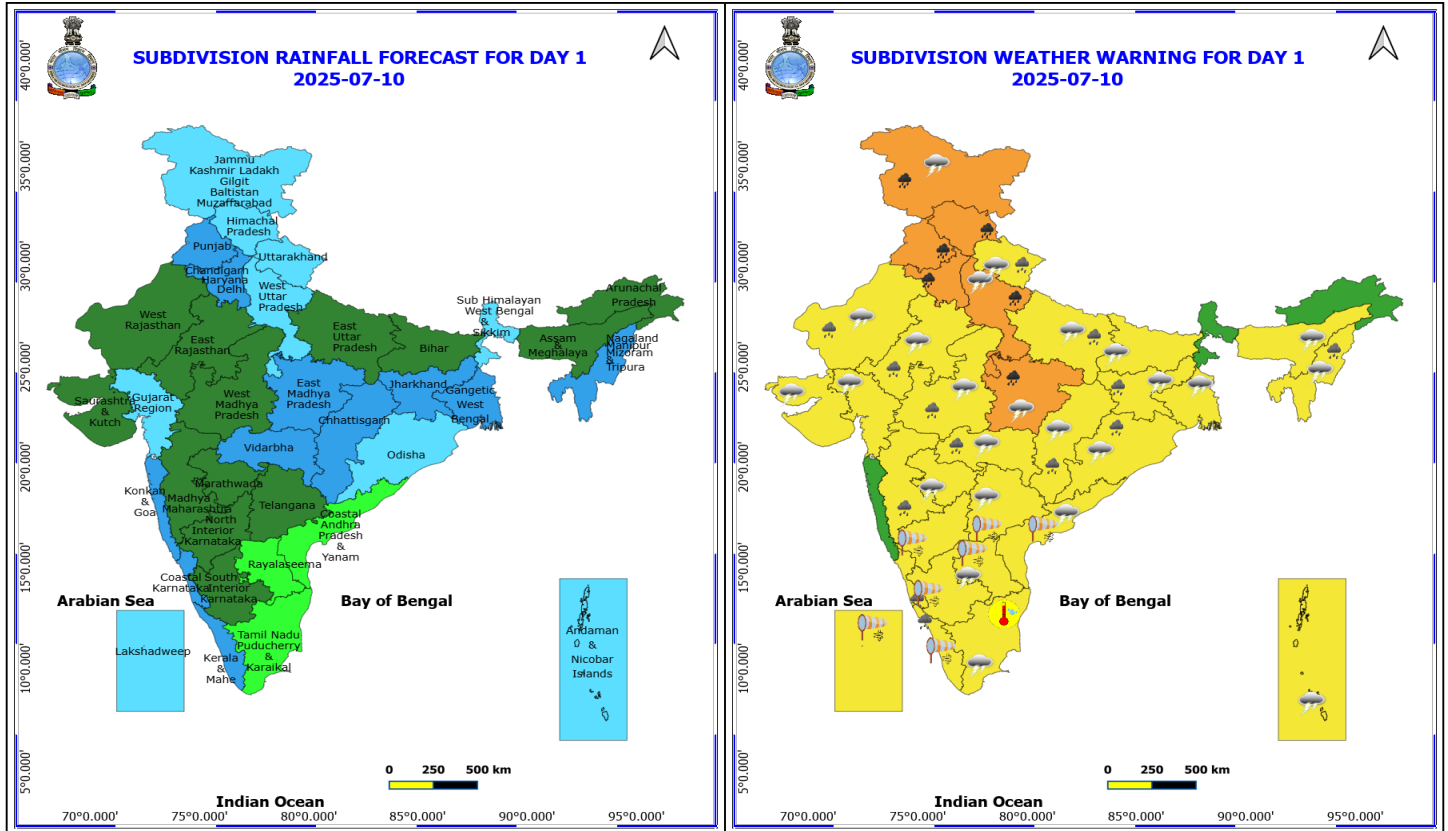 SUBDIVISION RAINFALL FORECAST FOR DAY 1
2025-07-10
40°0.000'
35°0.000'
30°0.000'
25°0.000'
20°0.000'
15°0.000'
10°0.000'
5°0.000'
Jammu
Kashmir Ladakh
Gilgit
Baltistan
Muzaffarabad
Himachal
Pradesh
Punjab
Uttarakhand
Chandigarh
Haryana
Delhi
West
Uttar
Pradesh
West
Rajasthan
East
Rajasthan
East
Uttar
Pradesh
Bihar
Sub Himalayan
West Bengal
&
Sikkim
Arunachal
Pradesh
Assam
&
Meghalaya
Nagaland
Manipur
Mizoram
&
Tripura
Saurashtra
&
Kutch
Gujarat
Region
West
Madhya
Pradesh
East
Madhya
Pradesh
Jharkhand
Gangetic
West
Bengal
Chhattisgarh
Vidarbha
Odisha
Konkan
&
Goa
Madhya
Maharashtra
Marathwada
Telangana
North
Interior
Karnataka
Coastal
Andhra
Pradesh
&
Yanam
Rayalaseema
Coastal
Karnataka
South
Interior
Karnataka
Tamil Nadu
Puducherry
&
Karaikal
Kerala
&
Mahe
Arabian Sea
Lakshadweep
Bay of Bengal
Andaman
&
Nicobar
Islands
0 250 500 km
Indian Ocean
70°0.000' 75°0.000' 80°0.000' 85°0.000' 90°0.000' 95°0.000'
SUBDIVISION WEATHER WARNING FOR DAY 1
2025-07-10
40°0.000'
35°0.000'
30°0.000'
25°0.000'
20°0.000'
15°0.000'
10°0.000'
5°0.000'
Arabian Sea
Bay of Bengal
0 250 500 km
Indian Ocean
70°0.000' 75°0.000' 80°0.000' 85°0.000' 90°0.000' 95°0.000'